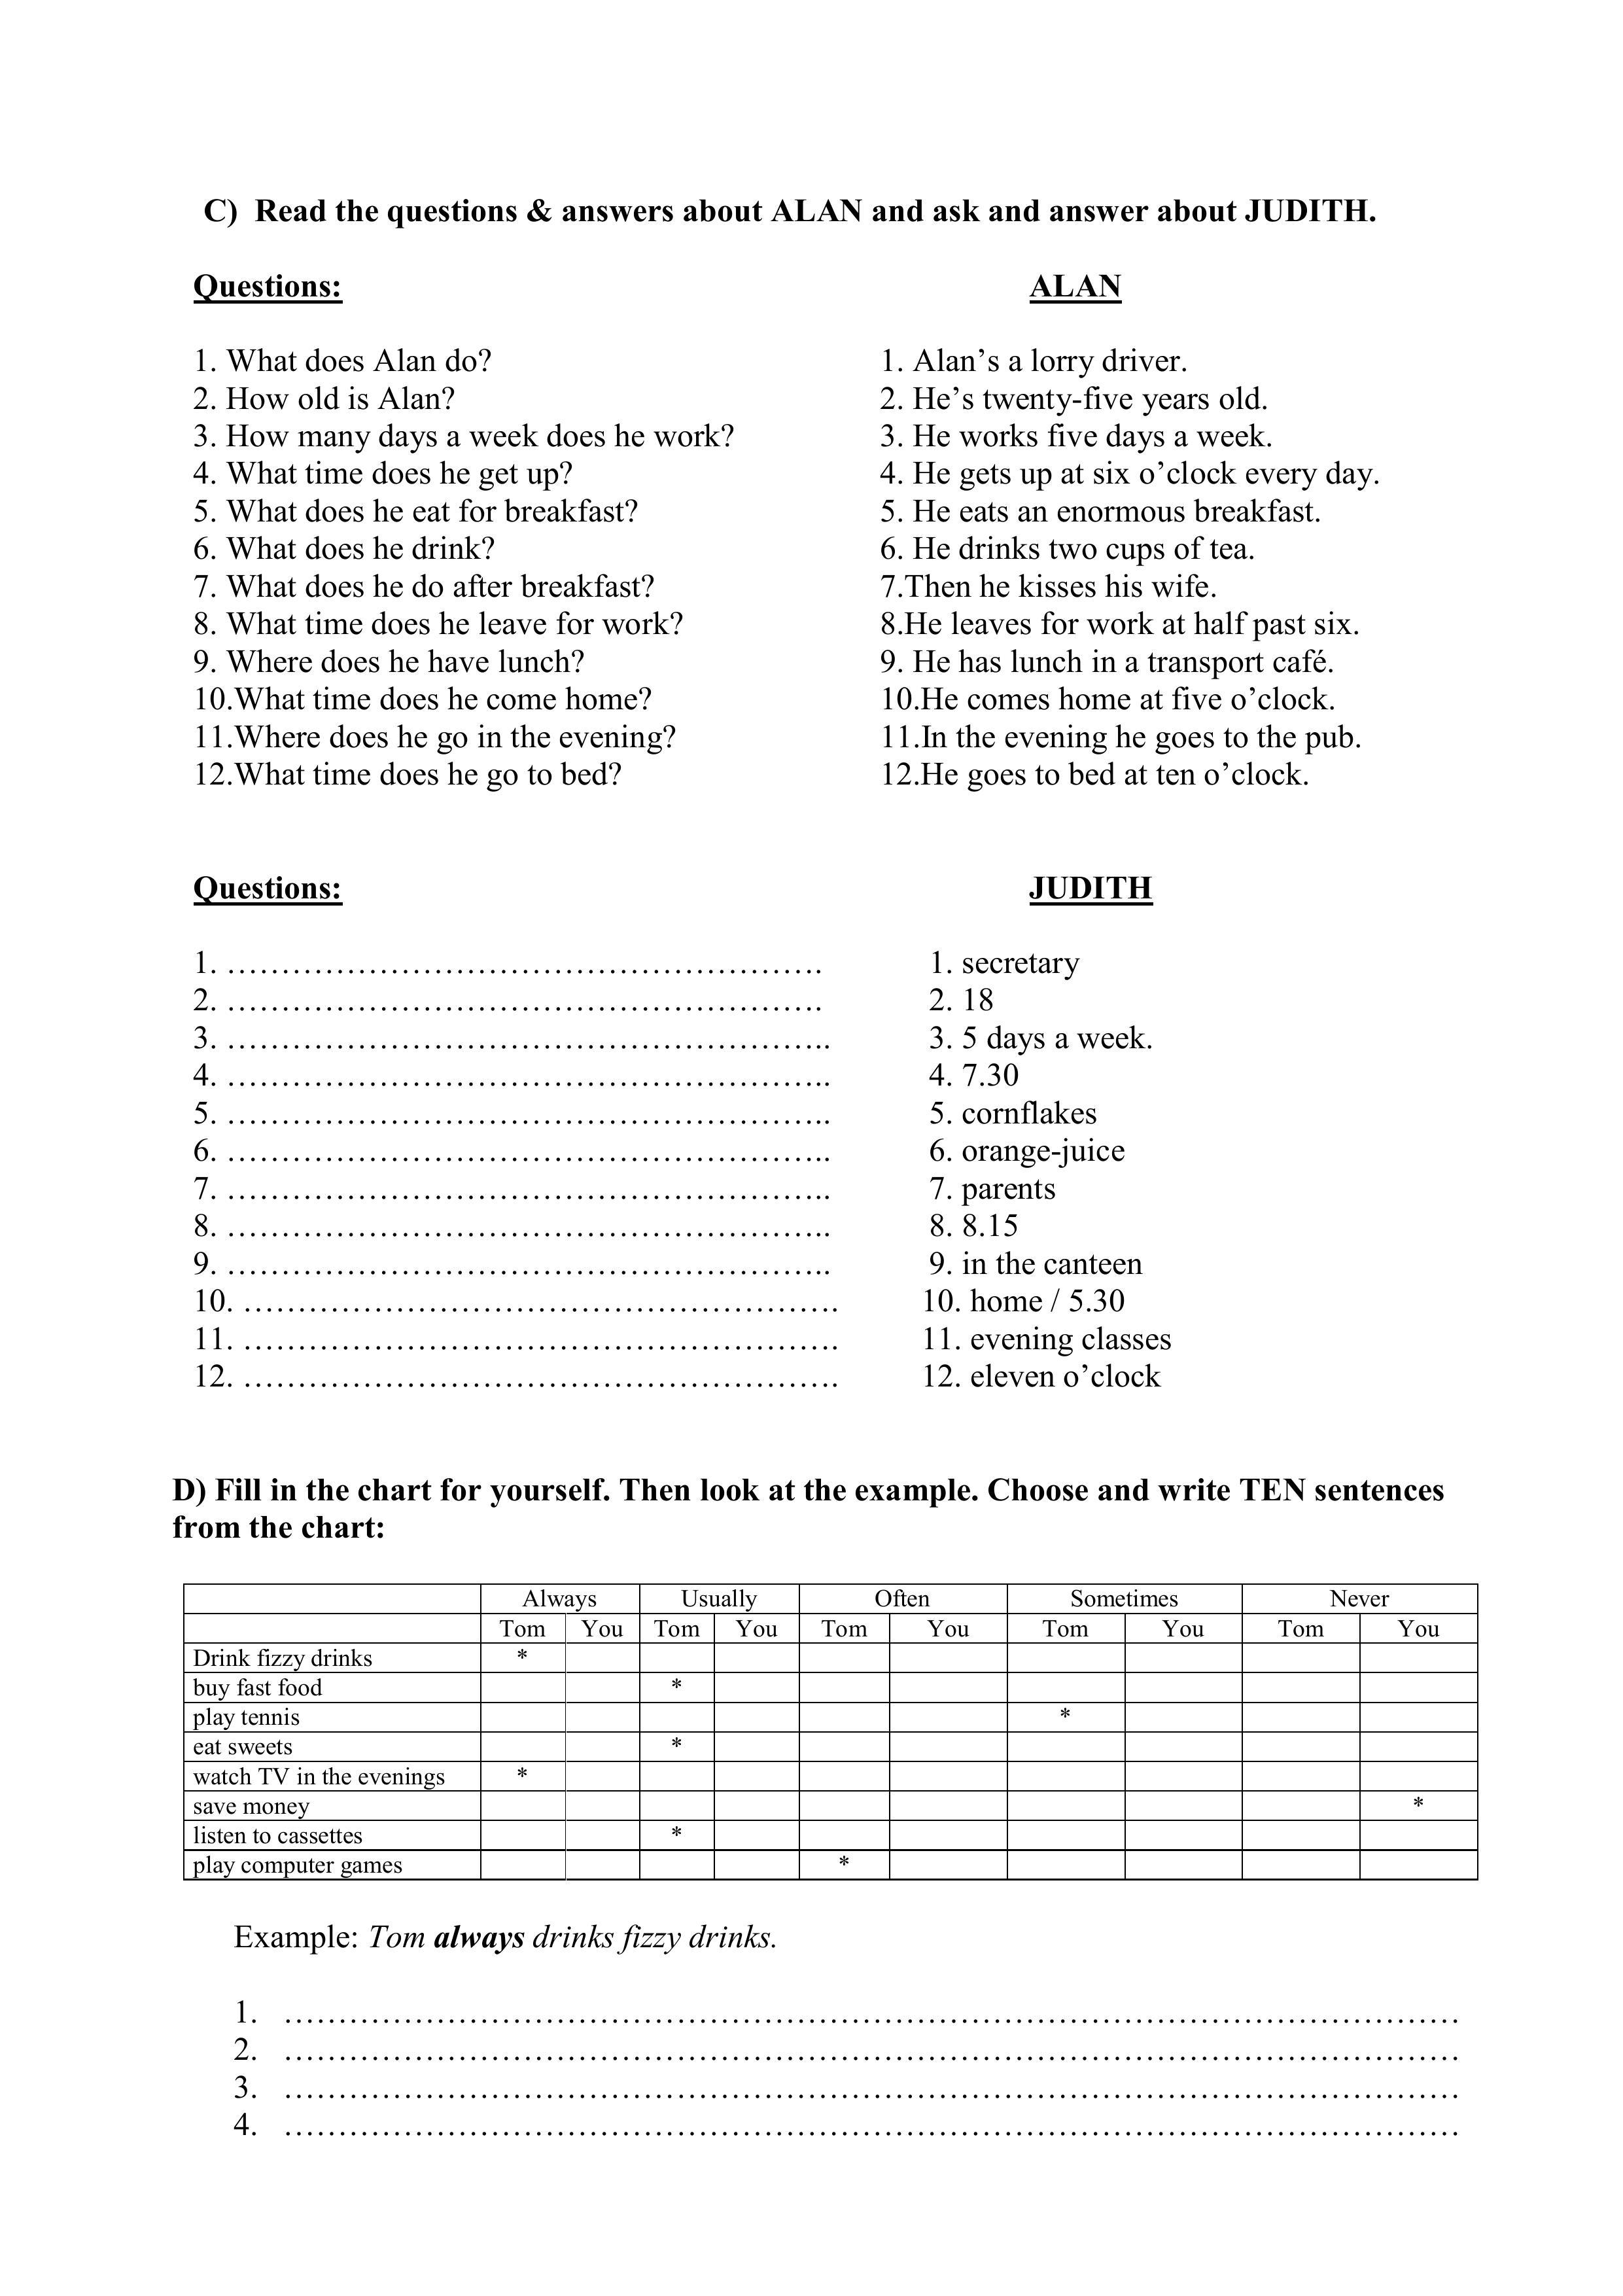 C) Read the questions & answers about ALAN and ask and answer about JUDITH.
Questions: ALAN
1. What does Alan do? 1. Alan’s a lorry driver.
2. How old is Alan? 2. He’s twenty-five years old.
3. How many days a week does he work? 3. He works five days a week.
4. What time does he get up? 4. He gets up at six o’clock every day.
5. What does he eat for breakfast? 5. He eats an enormous breakfast.
6. What does he drink? 6. He drinks two cups of tea.
7. What does he do after breakfast? 7.Then he kisses his wife.
8. What time does he leave for work? 8.He leaves for work at half past six.
9. Where does he have lunch? 9. He has lunch in a transport café.
10.What time does he come home? 10.He comes home at five o’clock.
11.Where does he go in the evening? 11.In the evening he goes to the pub.
12.What time does he go to bed? 12.He goes to bed at ten o’clock.
Questions: JUDITH
1. ………………………………………………. 1. secretary
2. ………………………………………………. 2. 18
3. ……………………………………………….. 3. 5 days a week.
4. ……………………………………………….. 4. 7.30
5. ……………………………………………….. 5. cornflakes
6. ……………………………………………….. 6. orange-juice
7. ……………………………………………….. 7. parents
8. ……………………………………………….. 8. 8.15
9. ……………………………………………….. 9. in the canteen
10. ………………………………………………. 10. home / 5.30
11. ………………………………………………. 11. evening classes
12. ………………………………………………. 12. eleven o’clock
D) Fill in the chart for yourself. Then look at the example. Choose and write TEN sentences
from the chart:
Always Usually Often Sometimes Never
Tom You Tom You Tom You Tom You Tom You
Drink fizzy drinks *
buy fast food *
play tennis *
eat sweets *
watch TV in the evenings *
save money *
listen to cassettes *
play computer games *
Example: Tom always drinks fizzy drinks.
1. ………………………………………………………………………………………………
2. ………………………………………………………………………………………………
3. ………………………………………………………………………………………………
4. ………………………………………………………………………………………………